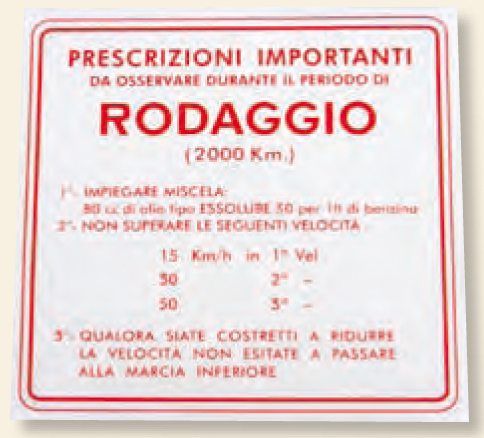 PRESCRIZIONI IMPORTANTI
DA OSSERVARE DURANTE IL PERIODO DI
RODAGGIO
(2000 Km.)
1°- IMPIEGARE MISCELA:
80 cc. di olio tipo ESSOLUBE 50 per 1lt di benzina
2°- NON SUPERARE LE SEGUENTI VELOCITÀ
15 Km/h in 1ª Vel
30 2ª –
50 3ª –
3°- QUALORA SIATE COSTRETTI A RIDURRE
LA VELOCITÀ NON ESITATE A PASSARE
ALLA MARCIA INFERIORE